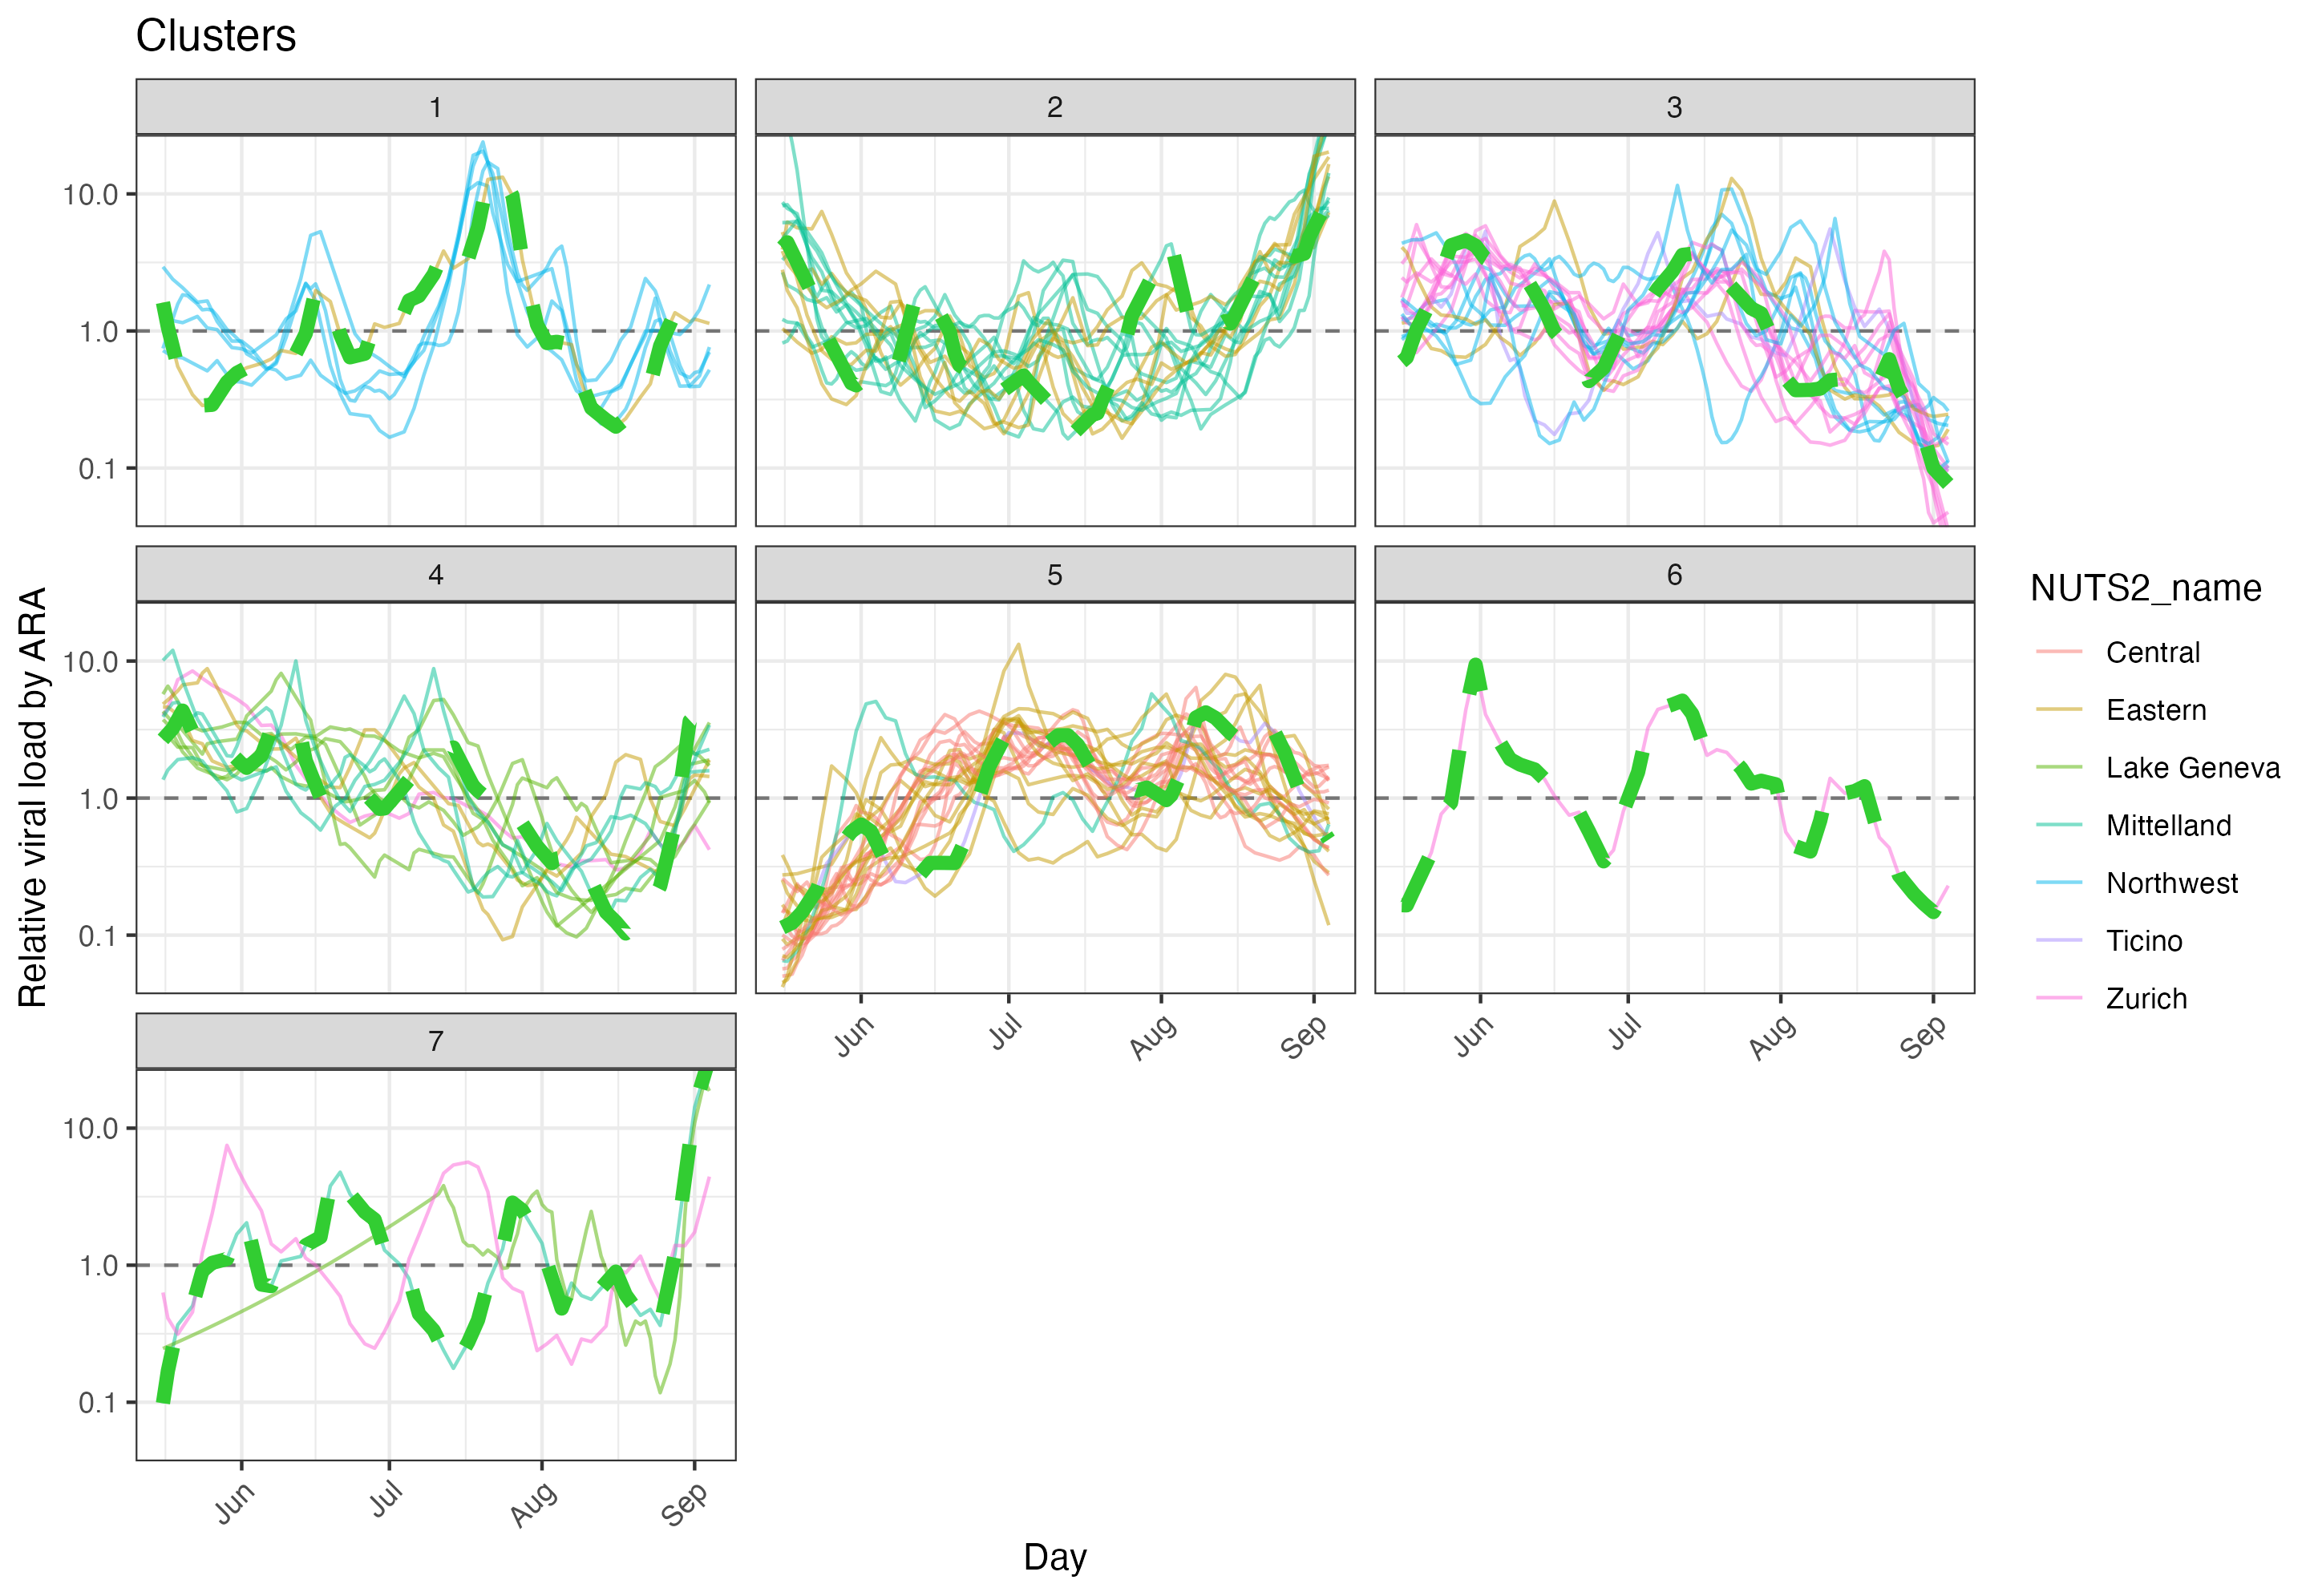 Clusters
1
2
3
10.0
1.0
0.1
4
5
6
10.0
1.0
0.1
Jun
Jul
Aug
Sep
Jun
Jul
Aug
Sep
7
10.0
1.0
0.1
Jun
Jul
Aug
Sep
Day
Relative viral load by ARA
NUTS2_name
Central
Eastern
Lake Geneva
Mittelland
Northwest
Ticino
Zurich